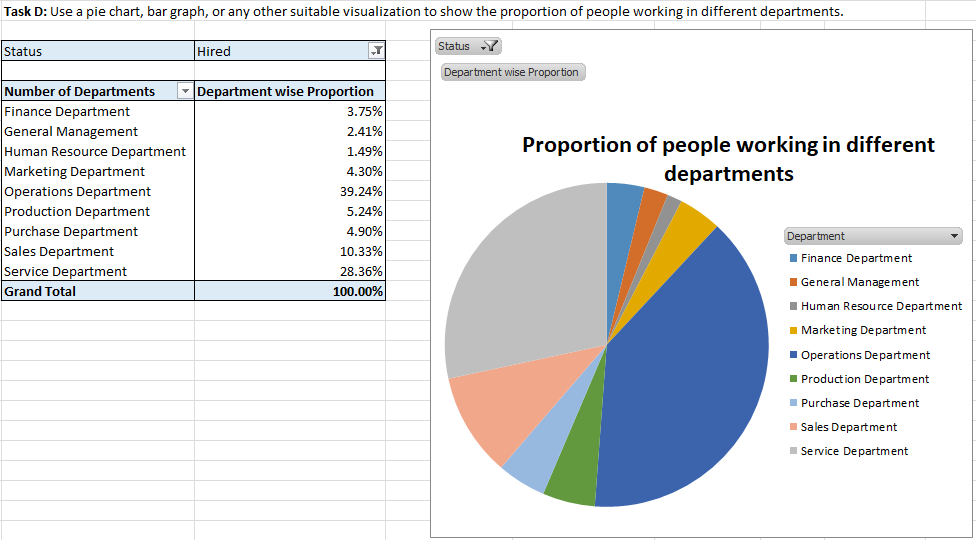 Task D: Use a pie chart, bar graph, or any other suitable visualization to show the proportion of people working in different departments.
Status Hired
Number of Departments Department wise Proportion
Finance Department 3.75%
General Management 2.41%
Human Resource Department 1.49%
Marketing Department 4.30%
Operations Department 39.24%
Production Department 5.24%
Purchase Department 4.90%
Sales Department 10.33%
Service Department 28.36%
Grand Total 100.00%
Status
Department wise Proportion
Proportion of people working in different
departments
Department
Finance Department
General Management
Human Resource Department
Marketing Department
Operations Department
Production Department
Purchase Department
Sales Department
Service Department